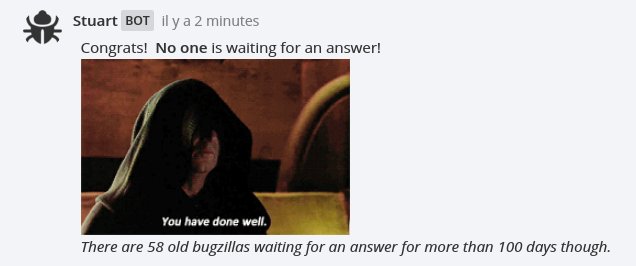 Stuart BOT il y a 2 minutes
Congrats! No one is waiting for an answer!
You have done well.
There are 58 old bugzillas waiting for an answer for more than 100 days though.